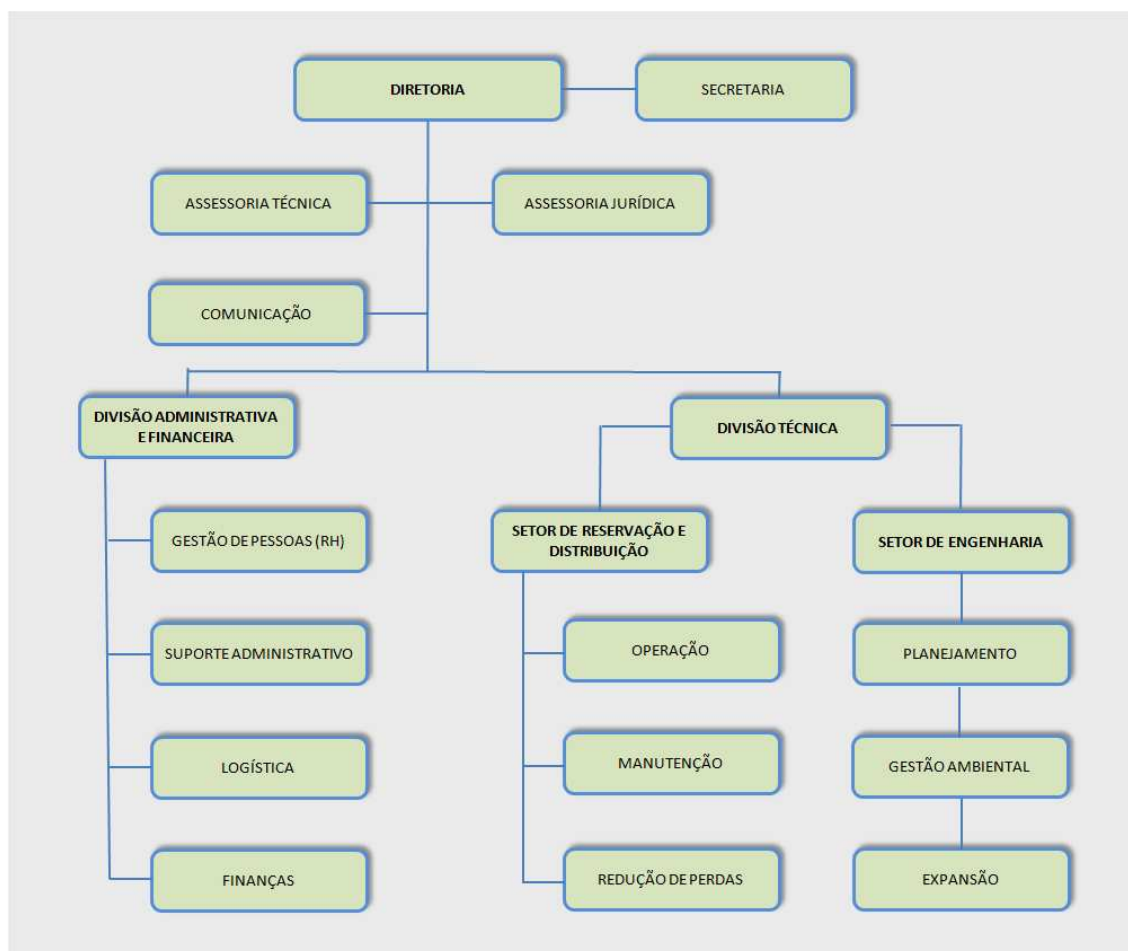 DIRETORIA
SECRETARIA
ASSESSORIA TÉCNICA
ASSESSORIA JURÍDICA
COMUNICAÇÃO
DIVISÃO ADMINISTRATIVA
E FINANCEIRA
DIVISÃO TÉCNICA
GESTÃO DE PESSOAS (RH)
SUPORTE ADMINISTRATIVO
LOGÍSTICA
FINANÇAS
SETOR DE RESERVAÇÃO E
DISTRIBUIÇÃO
OPERAÇÃO
MANUTENÇÃO
REDUÇÃO DE PERDAS
SETOR DE ENGENHARIA
PLANEJAMENTO
GESTÃO AMBIENTAL
EXPANSÃO